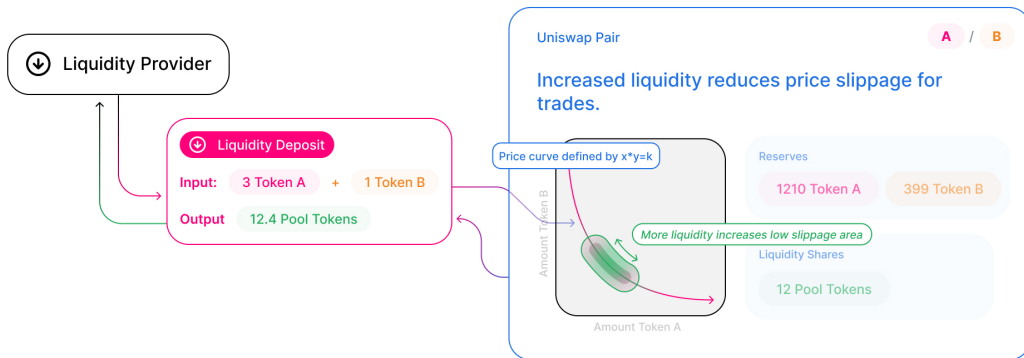 Liquidity Provider
Liquidity Deposit
Input: 3 Token A + 1 Token B
Output 12.4 Pool Tokens
Uniswap Pair
A / B
Increased liquidity reduces price slippage for
trades.
Price curve defined by x*y=k
Amount Token B
Amount Token A
More liquidity increases low slippage area
Reserves
1210 Token A 399 Token B
Liquidity Shares
12 Pool Tokens